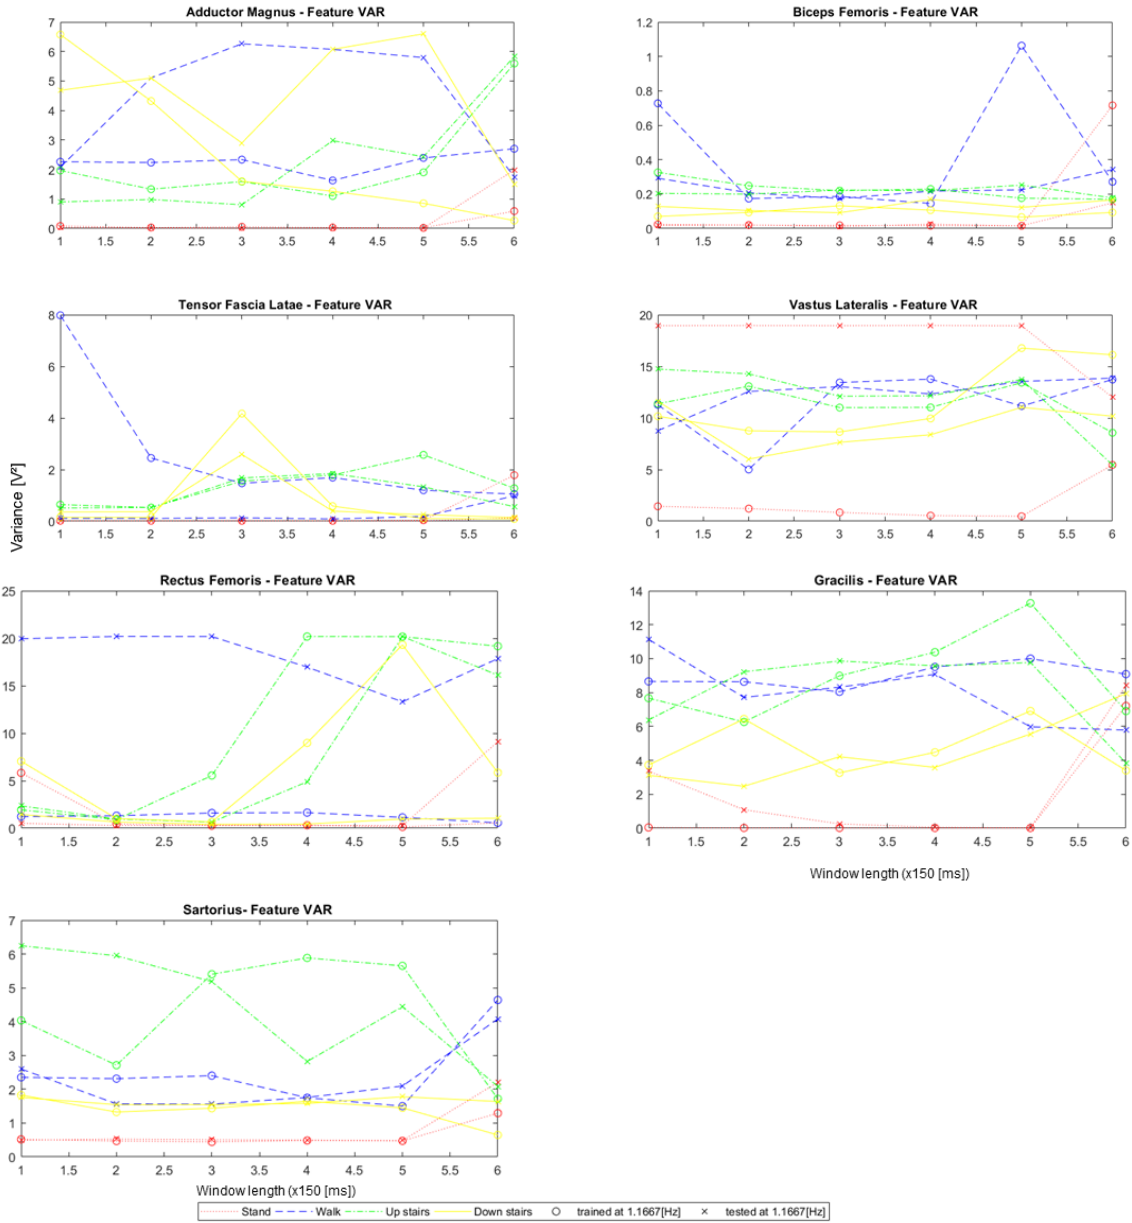 Adductor Magnus - Feature VAR
7
6
5
4
3
2
1
0
1 1.5 2 2.5 3 3.5 4 4.5 5 5.5 6
Biceps Femoris - Feature VAR
1.2
1
0.8
0.6
0.4
0.2
0
1 1.5 2 2.5 3 3.5 4 4.5 5 5.5 6
Tensor Fascia Latae - Feature VAR
8
6
4
2
0
1 1.5 2 2.5 3 3.5 4 4.5 5 5.5 6
Variance [V²]
Vastus Lateralis - Feature VAR
20
15
10
5
0
1 1.5 2 2.5 3 3.5 4 4.5 5 5.5 6
Rectus Femoris - Feature VAR
25
20
15
10
5
0
1 1.5 2 2.5 3 3.5 4 4.5 5 5.5 6
Gracilis - Feature VAR
14
12
10
8
6
4
2
0
1 1.5 2 2.5 3 3.5 4 4.5 5 5.5 6
Window length (x150 [ms])
Sartorius- Feature VAR
7
6
5
4
3
2
1
0
1 1.5 2 2.5 3 3.5 4 4.5 5 5.5 6
Window length (x150 [ms])
Stand Walk Up stairs Down stairs trained at 1.1667[Hz] tested at 1.1667[Hz]